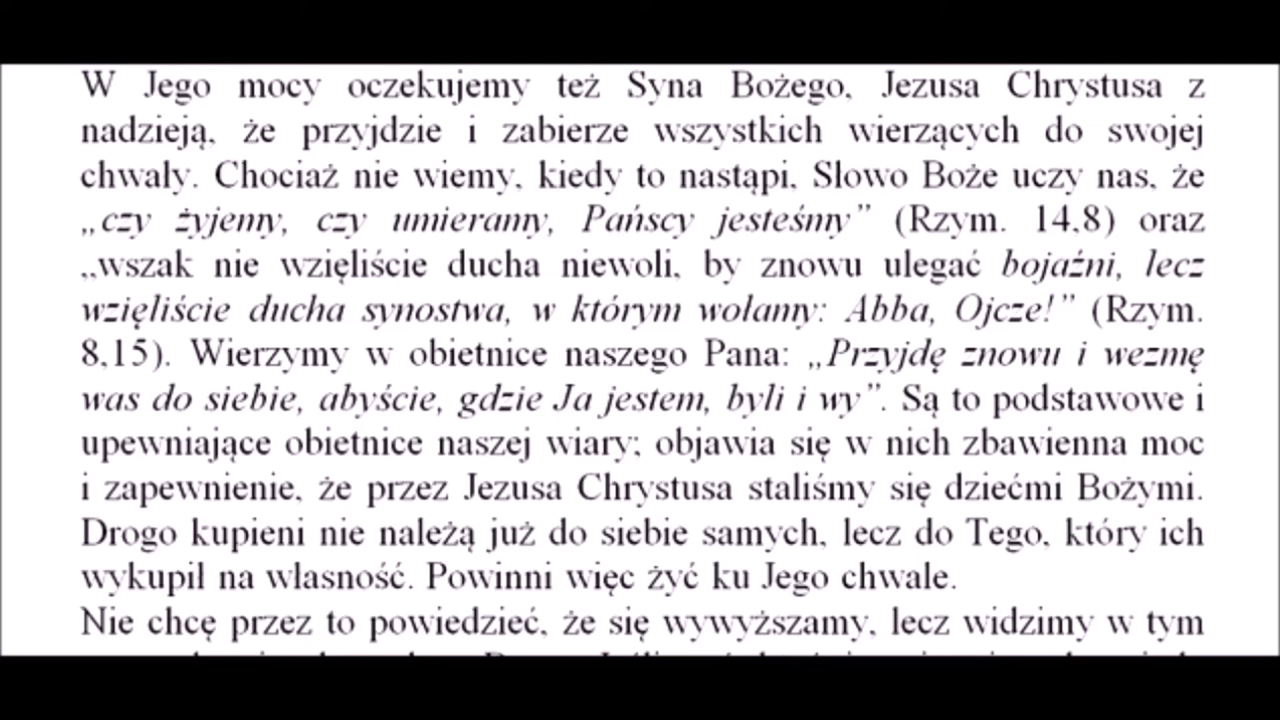 W Jego mocy oczekujemy też Syna Bożego, Jezusa Chrystusa z
nadzieją, że przyjdzie i zabierze wszystkich wierzących do swojej
chwały. Chociaż nie wiemy, kiedy to nastąpi, Słowo Boże uczy nas, że
„czy żyjemy, czy umieramy, Pańscy jesteśmy” (Rzym. 14,8) oraz
„wszak nie wzięliście ducha niewoli, by znowu ulegać bojaźni, lecz
wzięliście ducha synostwa, w którym wołamy: Abba, Ojcze!” (Rzym.
8,15). Wierzymy w obietnice naszego Pana: „Przyjdę znowu i wezmę
was do siebie, abyście, gdzie Ja jestem, byli i wy”. Są to podstawowe i
upewniające obietnice naszej wiary; objawia się w nich zbawienna moc
i zapewnienie, że przez Jezusa Chrystusa staliśmy się dziećmi Bożymi.
Drogo kupieni nie należą już do siebie samych, lecz do Tego, który ich
wykupił na własność. Powinni więc żyć ku Jego chwale.
Nie chcę przez to powiedzieć, że się wywyższamy, lecz widzimy w tym